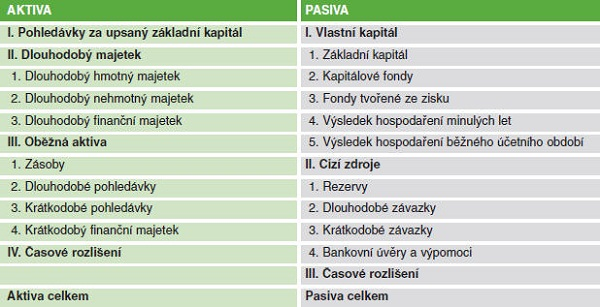 AKTIVA
I. Pohledávky za upsaný základní kapitál
II. Dlouhodobý majetek
1. Dlouhodobý hmotný majetek
2. Dlouhodobý nehmotný majetek
3. Dlouhodobý finanční majetek
III. Oběžná aktiva
1. Zásoby
2. Dlouhodobé pohledávky
3. Krátkodobé pohledávky
4. Krátkodobý finanční majetek
IV. Časové rozlišení
Aktiva celkem
PASIVA
I. Vlastní kapitál
1. Základní kapitál
2. Kapitálové fondy
3. Fondy tvořené ze zisku
4. Výsledek hospodaření minulých let
5. Výsledek hospodaření běžného účetního období
II. Cizí zdroje
1. Rezervy
2. Dlouhodobé závazky
3. Krátkodobé závazky
4. Bankovní úvěry a výpomoci
III. Časové rozlišení
Pasiva celkem